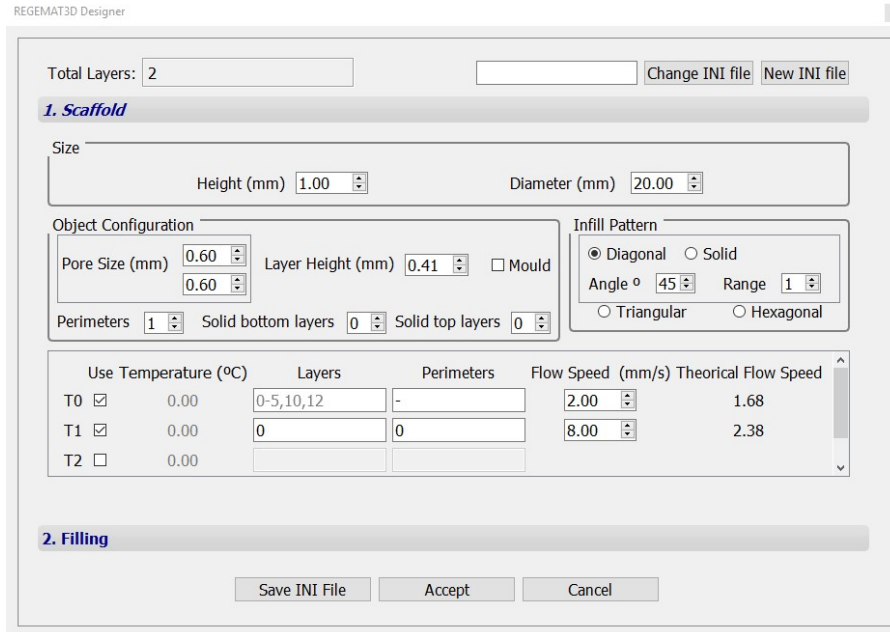 REGEMAT3D Designer
Total Layers: 2 Change INI file New INI file
1. Scaffold
Size
Height (mm) 1.00 Diameter (mm) 20.00
Object Configuration Infill Pattern
Pore Size (mm) 0.60 0.60 Layer Height (mm) 0.41 Mould
Diagonal Solid
Angle º 45 Range 1
Triangular Hexagonal
Perimeters 1 Solid bottom layers 0 Solid top layers 0
Use Temperature (ºC) Layers Perimeters Flow Speed (mm/s) Theorical Flow Speed
T0 0.00 0-5,10,12 - 2.00 1.68
T1 0.00 0 0 8.00 2.38
T2 0.00
2. Filling
Save INI File Accept Cancel